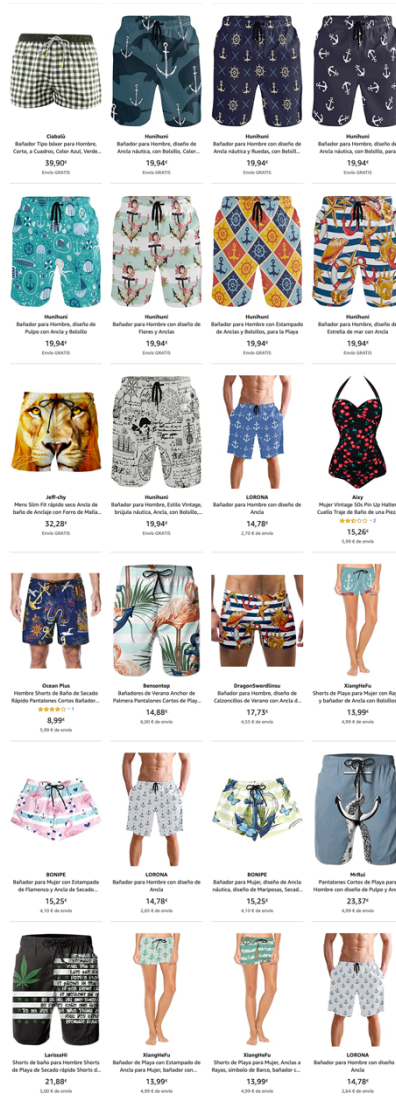 Ciabalù
Bañador Tipo bóxer para Hombre,
Corto, a Cuadros, Color Azul, Verde...
39,90€
Envío GRATIS
Hunihuni
Bañador para Hombre, diseño de
Ancla náutica, con Bolsillo, Color...
19,94€
Envío GRATIS
Hunihuni
Bañador para Hombre, diseño de
Ancla náutica y Ruedas, con Bolsill...
19,94€
Envío GRATIS
Hunihuni
Bañador para Hombre, diseño de
Ancla náutica, con Bolsillo, para
19,94€
Envío GRATIS
Hunihuni
Bañador para Hombre, diseño de
Pulpo con Ancla y Bolsillo
19,94€
Envío GRATIS
Hunihuni
Bañador para Hombre con diseño de
Flores y Anclas
19,94€
Envío GRATIS
Hunihuni
Bañador para Hombre con Estampado
de Anclas y Bolsillos, para la Playa
19,94€
Envío GRATIS
Hunihuni
Bañador para Hombre, diseño de
Estrella de mar con Ancla
19,94€
Envío GRATIS
Jeff-chy
Mens Slim Fit rápido seco Ancla de
baño de Anclaje con Forro de Malla...
32,28€
Envío GRATIS
Hunihuni
Bañador para Hombre, Estilo Vintage,
brújula náutica, Ancla, con Bolsillo,...
19,94€
Envío GRATIS
LORONA
Bañador para Hombre con diseño de
Ancla
14,78€
2,70 € de envío
Aixy
Mujer Vintage 50s Pin Up Halter
Cuello Traje de Baño de una Piez
2
15,26€
3,99 € de envío
Ocean Plus
Hombre Shorts de Baño de Secado
Rápido Pantalones Cortos Bañador...
1
8,99€
5,99 € de envío
Bensontop
Bañadores de Verano Anchor de
Palmera Pantalones Cortos de Play...
14,88€
6,00 € de envío
DragonSwordlinsu
Bañador para Hombre, diseño de
Calzoncillos de Verano con Ancla d...
17,73€
4,55 € de envío
XiangHeFu
Shorts de Playa para Mujer con Ray
y bañador de Ancla con Bolsillos
13,99€
4,99 € de envío
BONIPE
Bañador para Mujer con Estampado
de Flamenco y Ancla de Secado...
15,25€
4,10 € de envío
LORONA
Bañador para Hombre con diseño de
Ancla
14,78€
2,65 € de envío
BONIPE
Bañador para Mujer, diseño de Ancla
náutica, diseño de Mariposas, Secad...
15,25€
4,10 € de envío
MrRui
Pantalones Cortos de Playa para
Hombre con diseño de Pulpo y An
23,37€
4,99 € de envío
LarissaHi
Shorts de baño para Hombre Shorts
de Playa de Secado rápido Shorts d...
21,88€
5,00 € de envío
XiangHeFu
Bañador de Playa con Estampado de
Ancla para Mujer, bañador con...
13,99€
4,99 € de envío
XiangHeFu
Shorts de Playa para Mujer, Anclas a
Rayas, símbolo de Barco, bañador c...
13,99€
4,99 € de envío
LORONA
Bañador para Hombre con diseño
Ancla
14,78€
2,64 € de envío